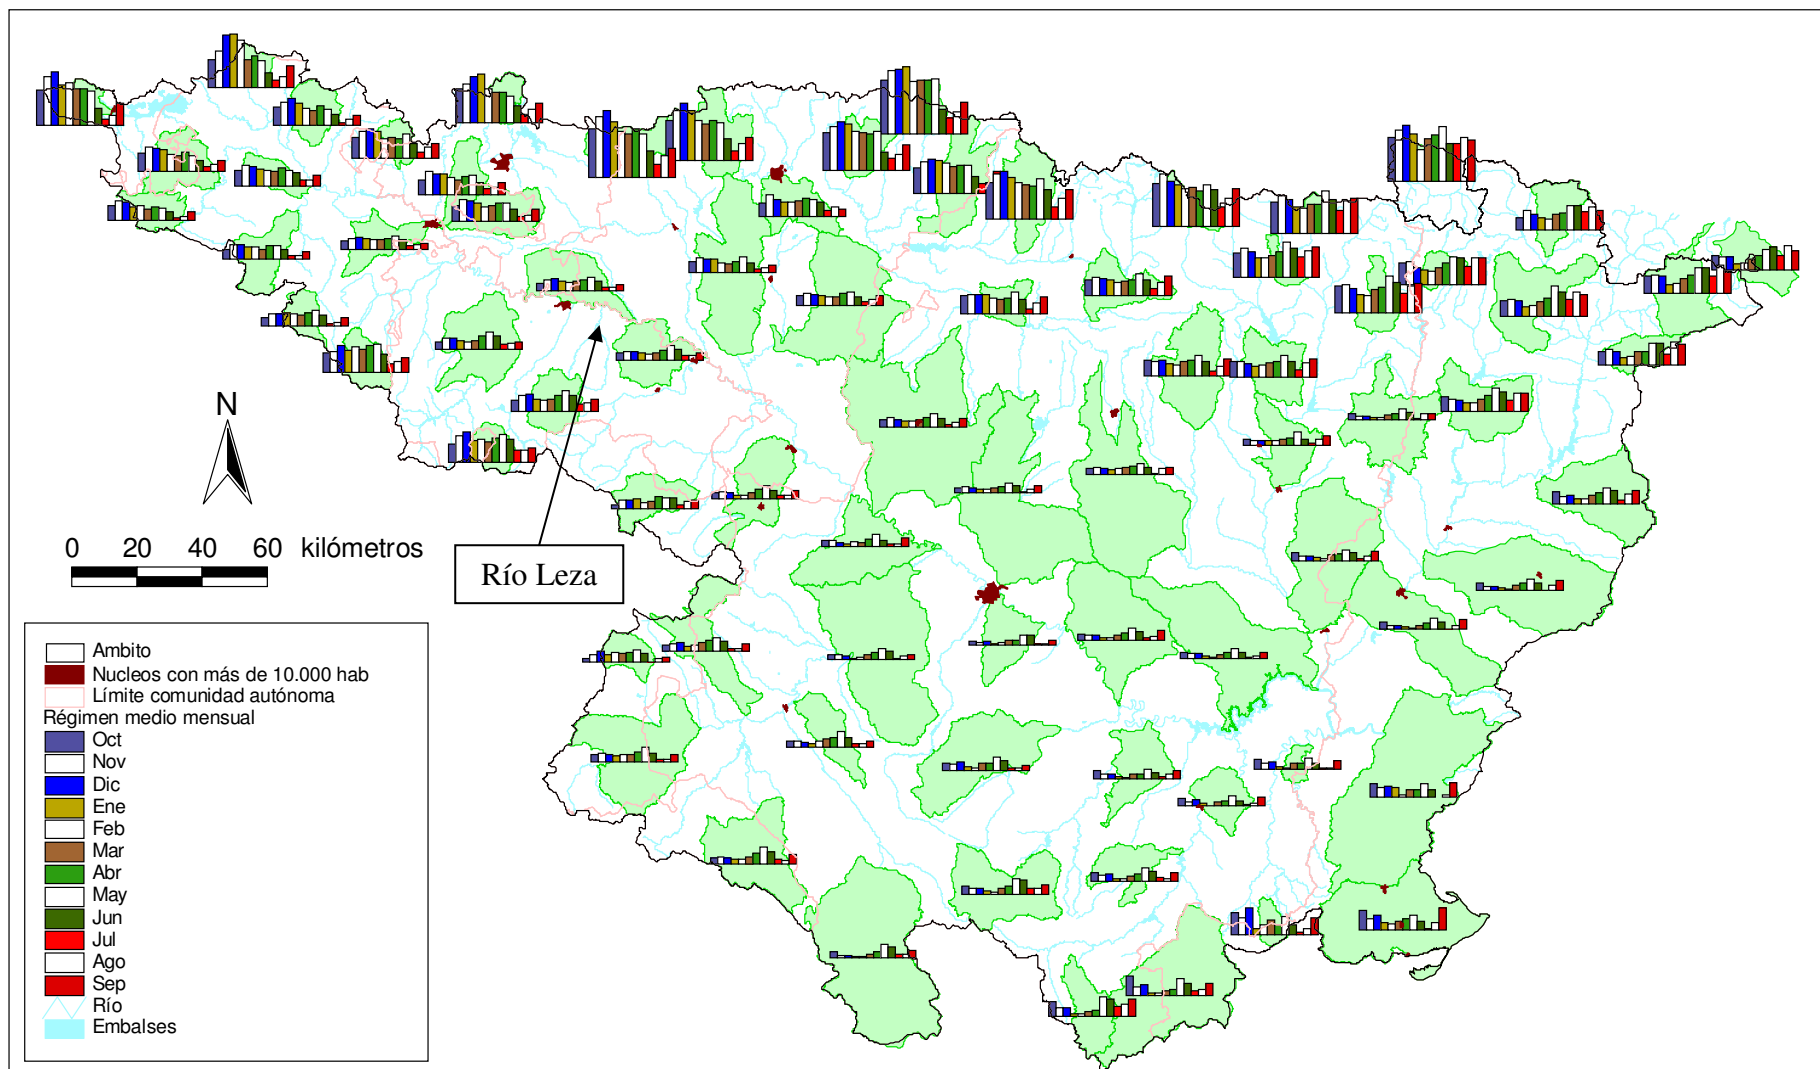 N
0 20 40 60 kilómetros
Río Leza
Ambito
Nucleos con más de 10.000 hab
Límite comunidad autónoma
Régimen medio mensual
Oct
Nov
Dic
Ene
Feb
Mar
Abr
May
Jun
Jul
Ago
Sep
Río
Embalses